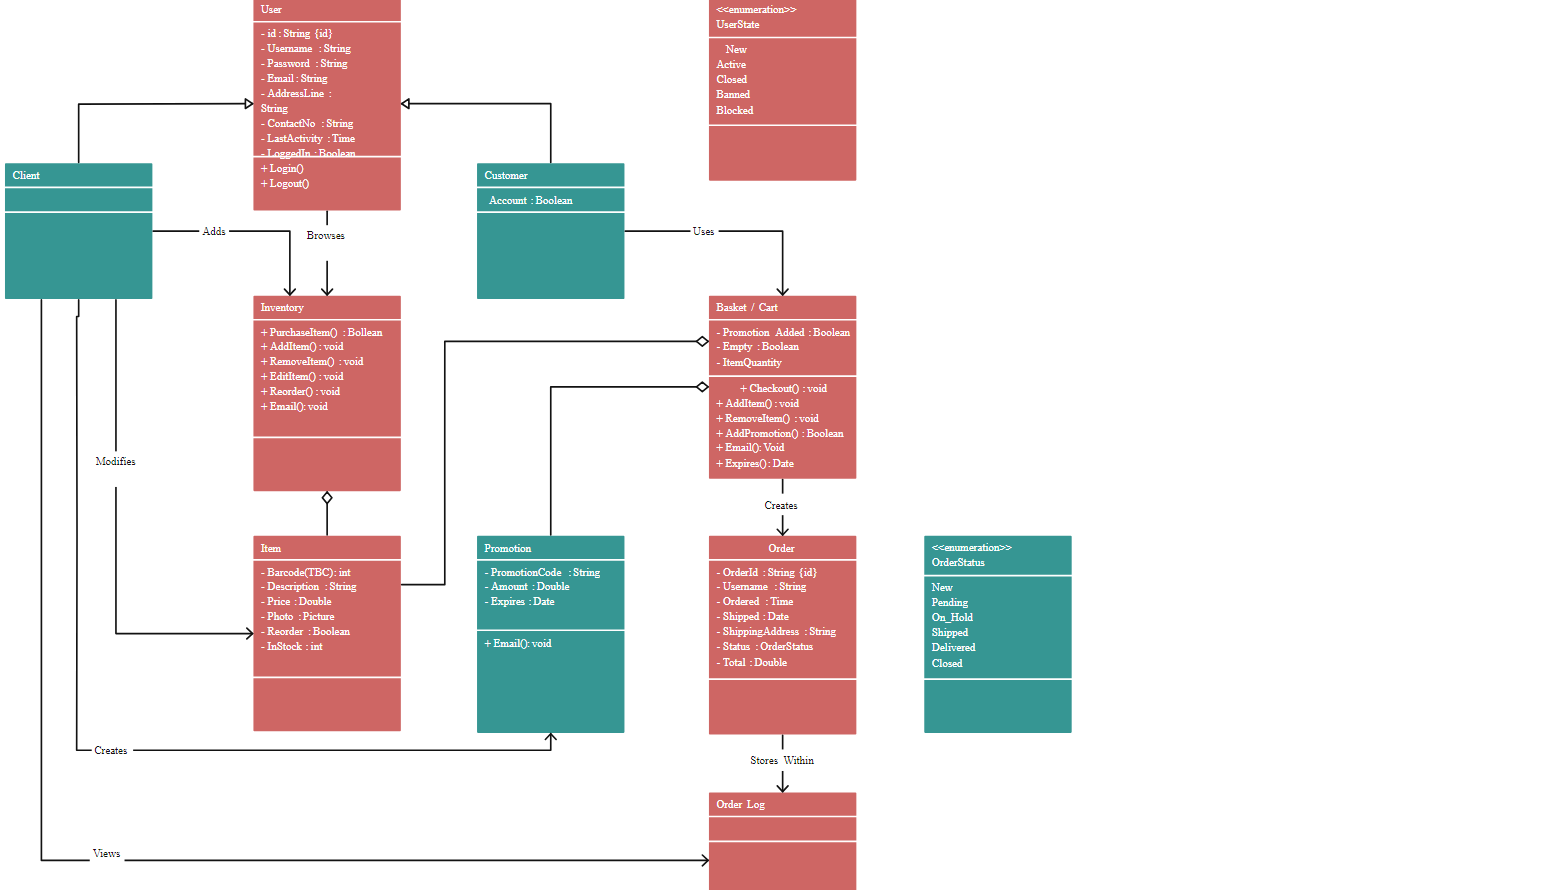 User
- id : String {id}
- Username : String
- Password : String
- Email : String
- AddressLine :
String
- ContactNo : String
- LastActivity : Time
- LoggedIn : Boolean
+ Login()
+ Logout()
<<enumeration>>
UserState
New
Active
Closed
Banned
Blocked
Client
Customer
Account : Boolean
Adds
Browses
Uses
Inventory
+ PurchaseItem() : Bollean
+ AddItem() : void
+ RemoveItem() : void
+ EditItem() : void
+ Reorder() : void
+ Email(): void
Basket / Cart
- Promotion Added : Boolean
- Empty : Boolean
- ItemQuantity
+ Checkout() : void
+ AddItem() : void
+ RemoveItem() : void
+ AddPromotion() : Boolean
+ Email(): Void
+ Expires() : Date
Modifies
Creates
Item
- Barcode(TBC) : int
- Description : String
- Price : Double
- Photo : Picture
- Reorder : Boolean
- InStock : int
Promotion
- PromotionCode : String
- Amount : Double
- Expires : Date
+ Email(): void
Order
- OrderId : String {id}
- Username : String
- Ordered : Time
- Shipped : Date
- ShippingAddress : String
- Status : OrderStatus
- Total : Double
<<enumeration>>
OrderStatus
New
Pending
On_Hold
Shipped
Delivered
Closed
Creates
Stores Within
Order Log
Views